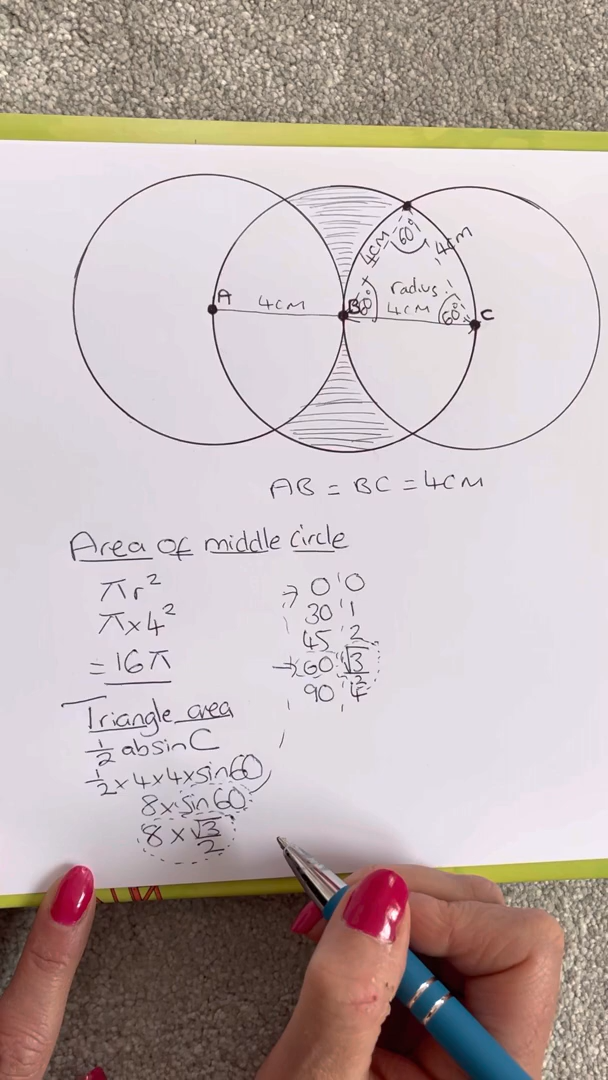 A
4cm
4cm
60°
4cm
B
60°
radius
4cm
60°
C
AB = BC = 4cm
Area of middle circle
πr²
π×4²
= 16π
→ 0 0
30 1
45 2
→ 60 √3
2
90 4
Triangle area
½ absinC
½×4×4×sin60
8×sin60
8×√3/2